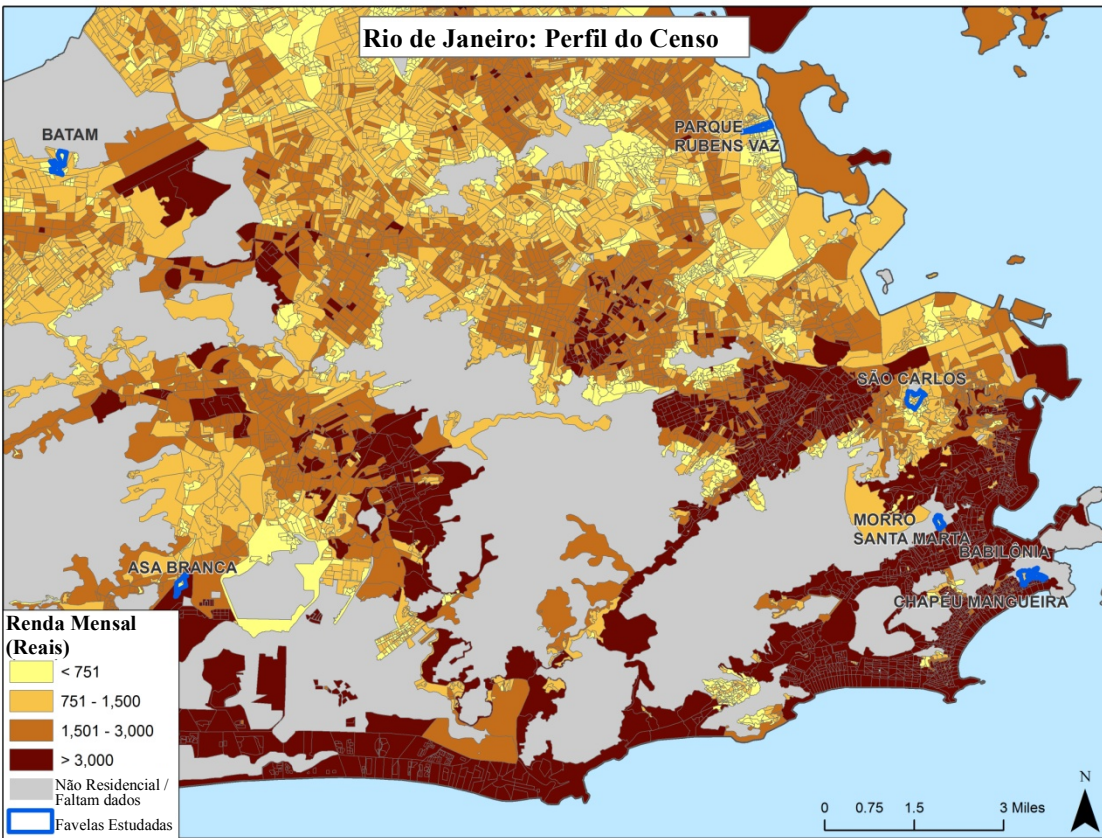 Rio de Janeiro: Perfil do Censo
BATAM
PARQUE
RUBENS VAZ
SÃO CARLOS
MORRO
SANTA MARTA
BABILÔNIA
ASA BRANCA
CHAPÉU MANGUEIRA
Renda Mensal
(Reais)
< 751
751 - 1,500
1,501 - 3,000
> 3,000
Não Residencial /
Faltam dados
Favelas Estudadas
N
0 0.75 1.5 3 Miles